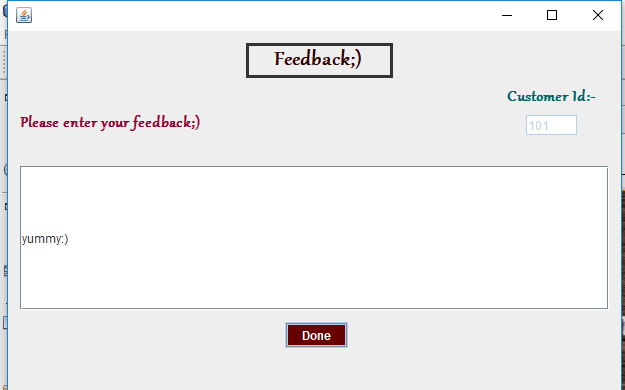 Feedback;)
Customer Id:-
Please enter your feedback;)
101
yummy:)
Done